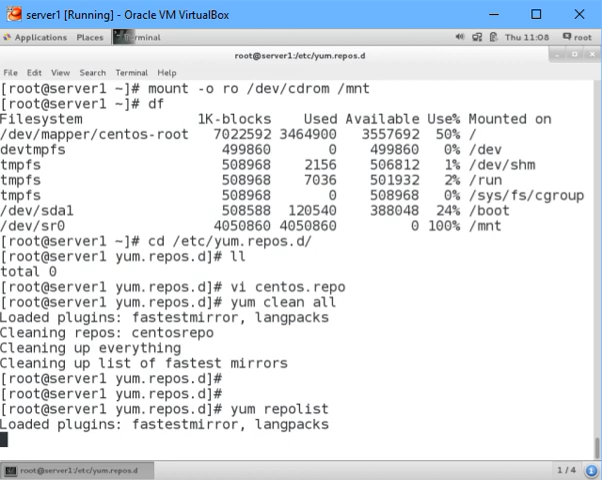 server1 [Running] - Oracle VM VirtualBox
Applications Places Terminal Thu 11:08 root
root@server1:/etc/yum.repos.d
File Edit View Search Terminal Help
[root@server1 ~]# mount -o ro /dev/cdrom /mnt
[root@server1 ~]# df
Filesystem 1K-blocks Used Available Use% Mounted on
/dev/mapper/centos-root 7022592 3464900 3557692 50% /
devtmpfs 499860 0 499860 0% /dev
tmpfs 508968 2156 506812 1% /dev/shm
tmpfs 508968 7036 501932 2% /run
tmpfs 508968 0 508968 0% /sys/fs/cgroup
/dev/sda1 508588 120540 388048 24% /boot
/dev/sr0 4050860 4050860 0 100% /mnt
[root@server1 ~]# cd /etc/yum.repos.d/
[root@server1 yum.repos.d]# ll
total 0
[root@server1 yum.repos.d]# vi centos.repo
[root@server1 yum.repos.d]# yum clean all
Loaded plugins: fastestmirror, langpacks
Cleaning repos: centosrepo
Cleaning up everything
Cleaning up list of fastest mirrors
[root@server1 yum.repos.d]#
[root@server1 yum.repos.d]#
[root@server1 yum.repos.d]# yum repolist
Loaded plugins: fastestmirror, langpacks
root@server1:/etc/yum.repos.d 1 / 4